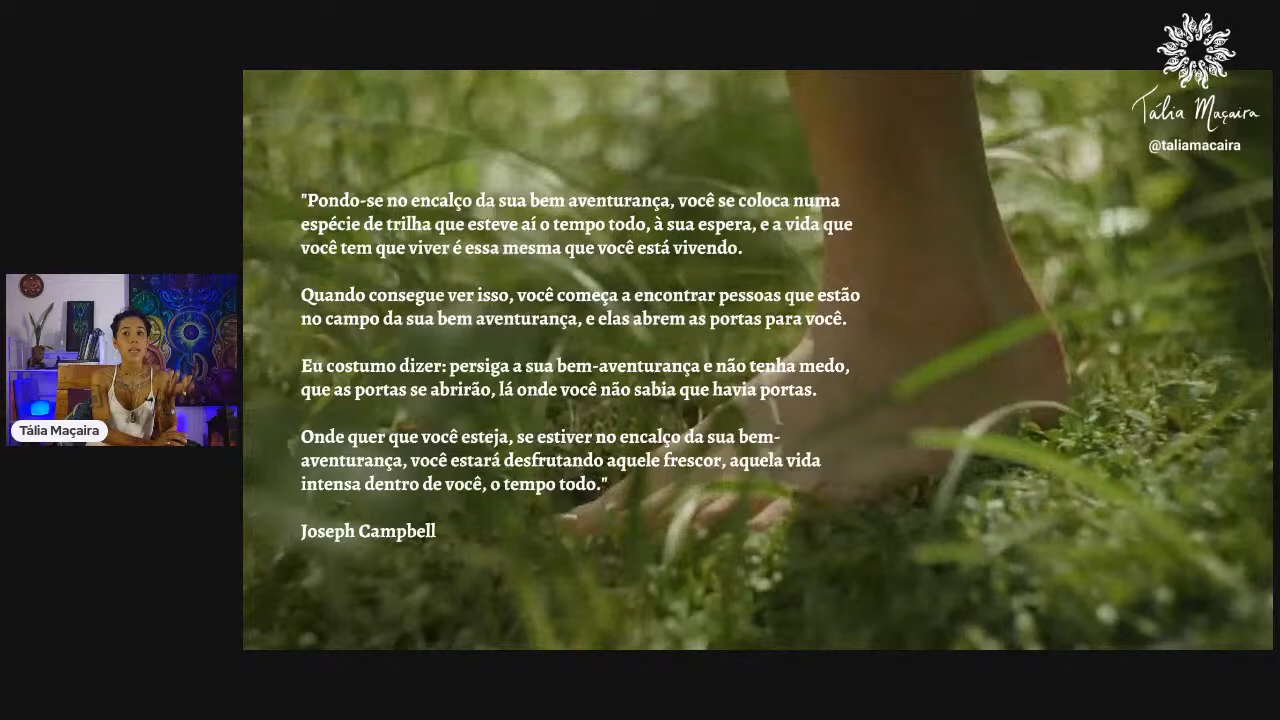 Tália Maçaira
@taliamacaira
"Pondo-se no encalço da sua bem aventurança, você se coloca numa
espécie de trilha que esteve aí o tempo todo, à sua espera, e a vida que
você tem que viver é essa mesma que você está vivendo.
Quando consegue ver isso, você começa a encontrar pessoas que estão
no campo da sua bem aventurança, e elas abrem as portas para você.
Eu costumo dizer: persiga a sua bem-aventurança e não tenha medo,
que as portas se abrirão, lá onde você não sabia que havia portas.
Onde quer que você esteja, se estiver no encalço da sua bem-
aventurança, você estará desfrutando aquele frescor, aquela vida
intensa dentro de você, o tempo todo."
Joseph Campbell
Tália Maçaira